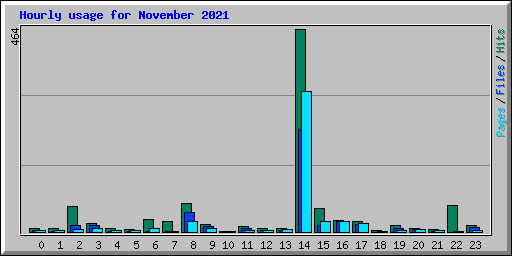 Hourly usage for November 2021
464
Pages / Files / Hits
0 1 2 3 4 5 6 7 8 9 10 11 12 13 14 15 16 17 18 19 20 21 22 23